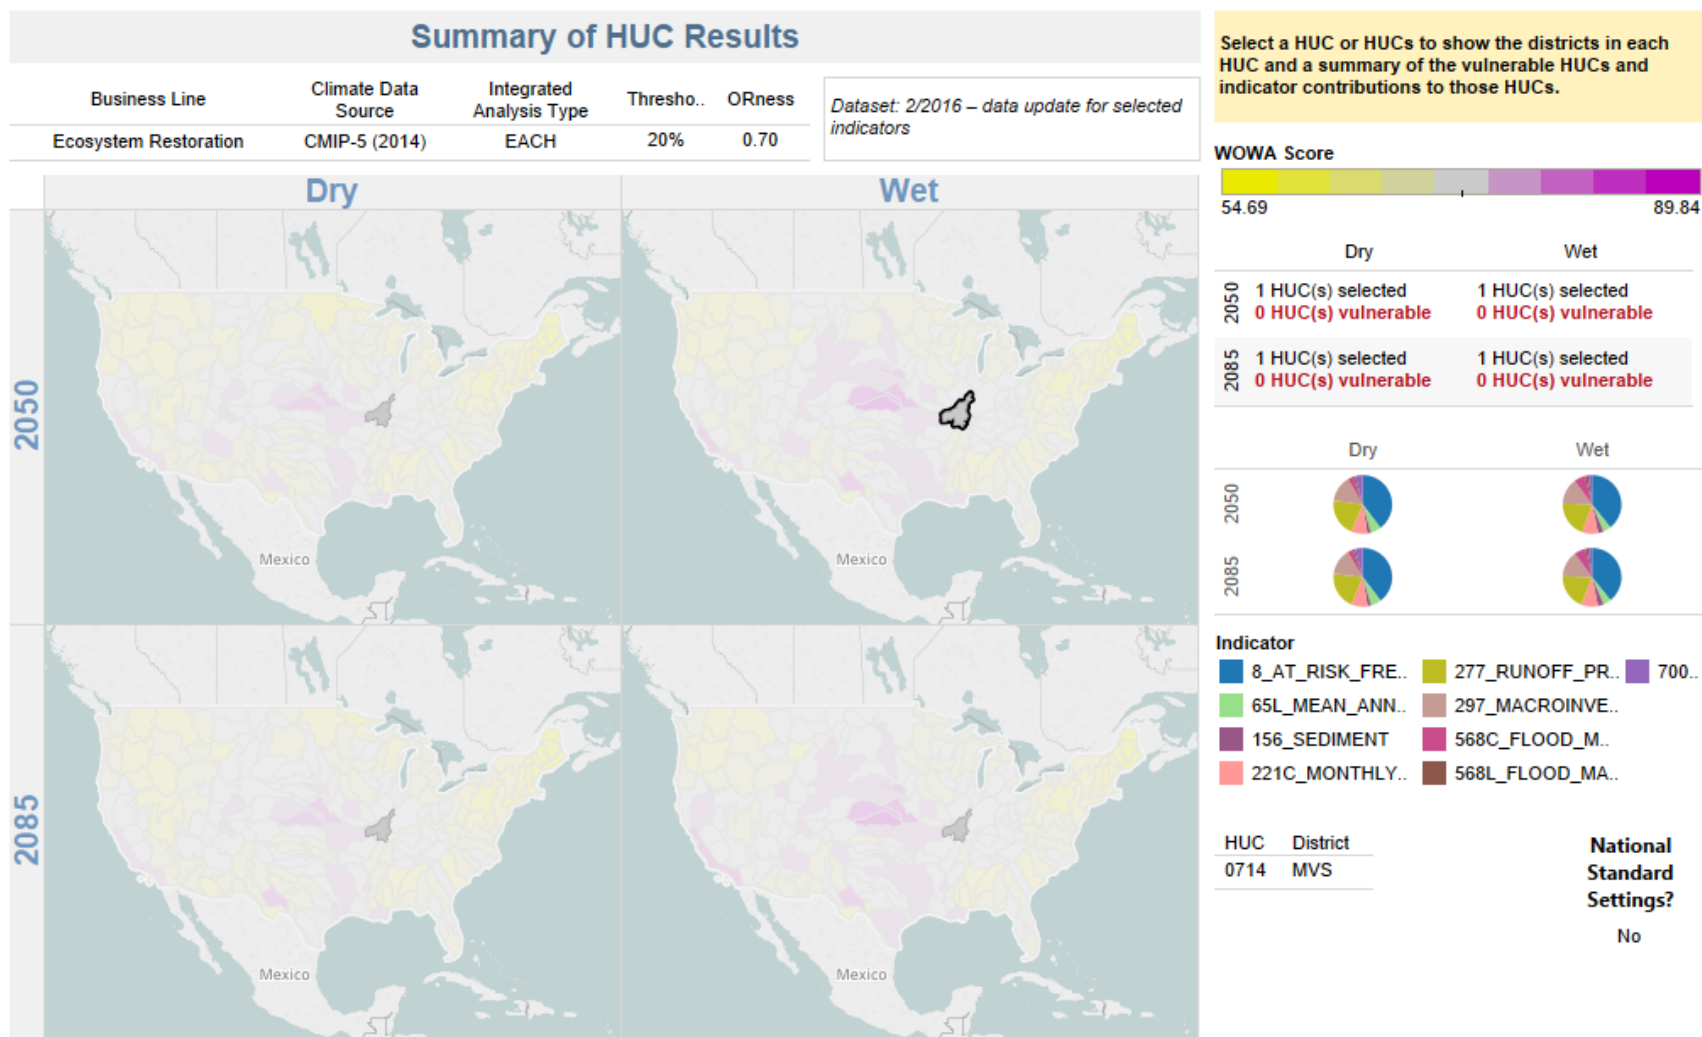 Summary of HUC Results
Business Line
Climate Data
Source
Integrated
Analysis Type
Thresho..
ORness
Ecosystem Restoration
CMIP-5 (2014)
EACH
20%
0.70
Dataset: 2/2016 – data update for selected
indicators
Select a HUC or HUCs to show the districts in each
HUC and a summary of the vulnerable HUCs and
indicator contributions to those HUCs.
Dry
Wet
2050
2085
Mexico
Mexico
Mexico
Mexico
WOWA Score
54.69
89.84
Dry
Wet
2050
1 HUC(s) selected
0 HUC(s) vulnerable
1 HUC(s) selected
0 HUC(s) vulnerable
2085
1 HUC(s) selected
0 HUC(s) vulnerable
1 HUC(s) selected
0 HUC(s) vulnerable
Dry
Wet
2050
2085
Indicator
8_AT_RISK_FRE..
277_RUNOFF_PR..
700..
65L_MEAN_ANN..
297_MACROINVE..
156_SEDIMENT
568C_FLOOD_M..
221C_MONTHLY..
568L_FLOOD_MA..
HUC
District
0714
MVS
National
Standard
Settings?
No